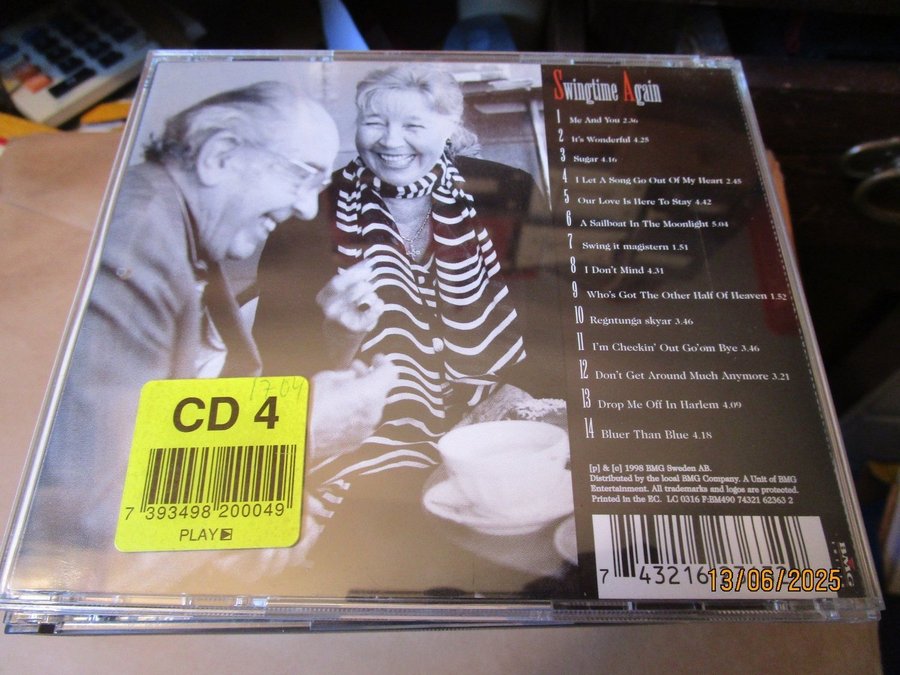 Swingtime Again
1 Me And You 2.36
2 It's Wonderful 4.25
3 Sugar 4.16
4 I Let A Song Go Out Of My Heart 2.45
5 Our Love Is Here To Stay 4.42
6 A Sailboat In The Moonlight 5.04
7 Swing it magistern 1.51
8 I Don't Mind 4.31
9 Who's Got The Other Half Of Heaven 1.52
10 Regntunga skyar 3.46
11 I'm Checkin' Out Go'om Bye 3.46
12 Don't Get Around Much Anymore 3.21
13 Drop Me Off In Harlem 4.09
14 Bluer Than Blue 4.18
[p] & [c] 1998 BMG Sweden AB.
Distributed by the local BMG Company. A Unit of BMG
Entertainment. All trademarks and logos are protected.
Printed in the EC. LC 0316 F:BM490 74321 62363 2
1704
CD 4
7 393498 200049
PLAY
7 43216
BMG
13/06/2025